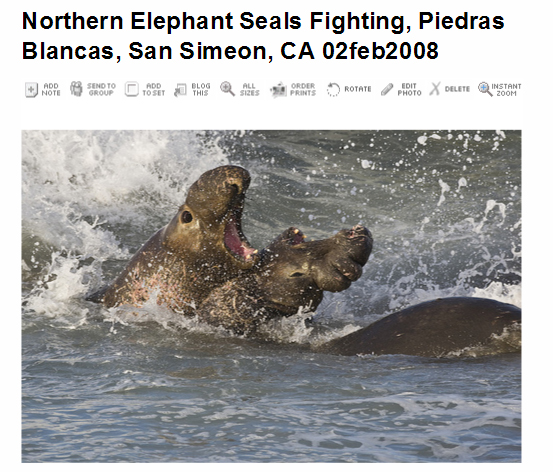 Northern Elephant Seals Fighting, Piedras
Blancas, San Simeon, CA 02feb2008
ADD NOTE SEND TO GROUP ADD TO SET BLOG THIS ALL SIZES ORDER PRINTS ROTATE EDIT PHOTO DELETE INSTANT ZOOM